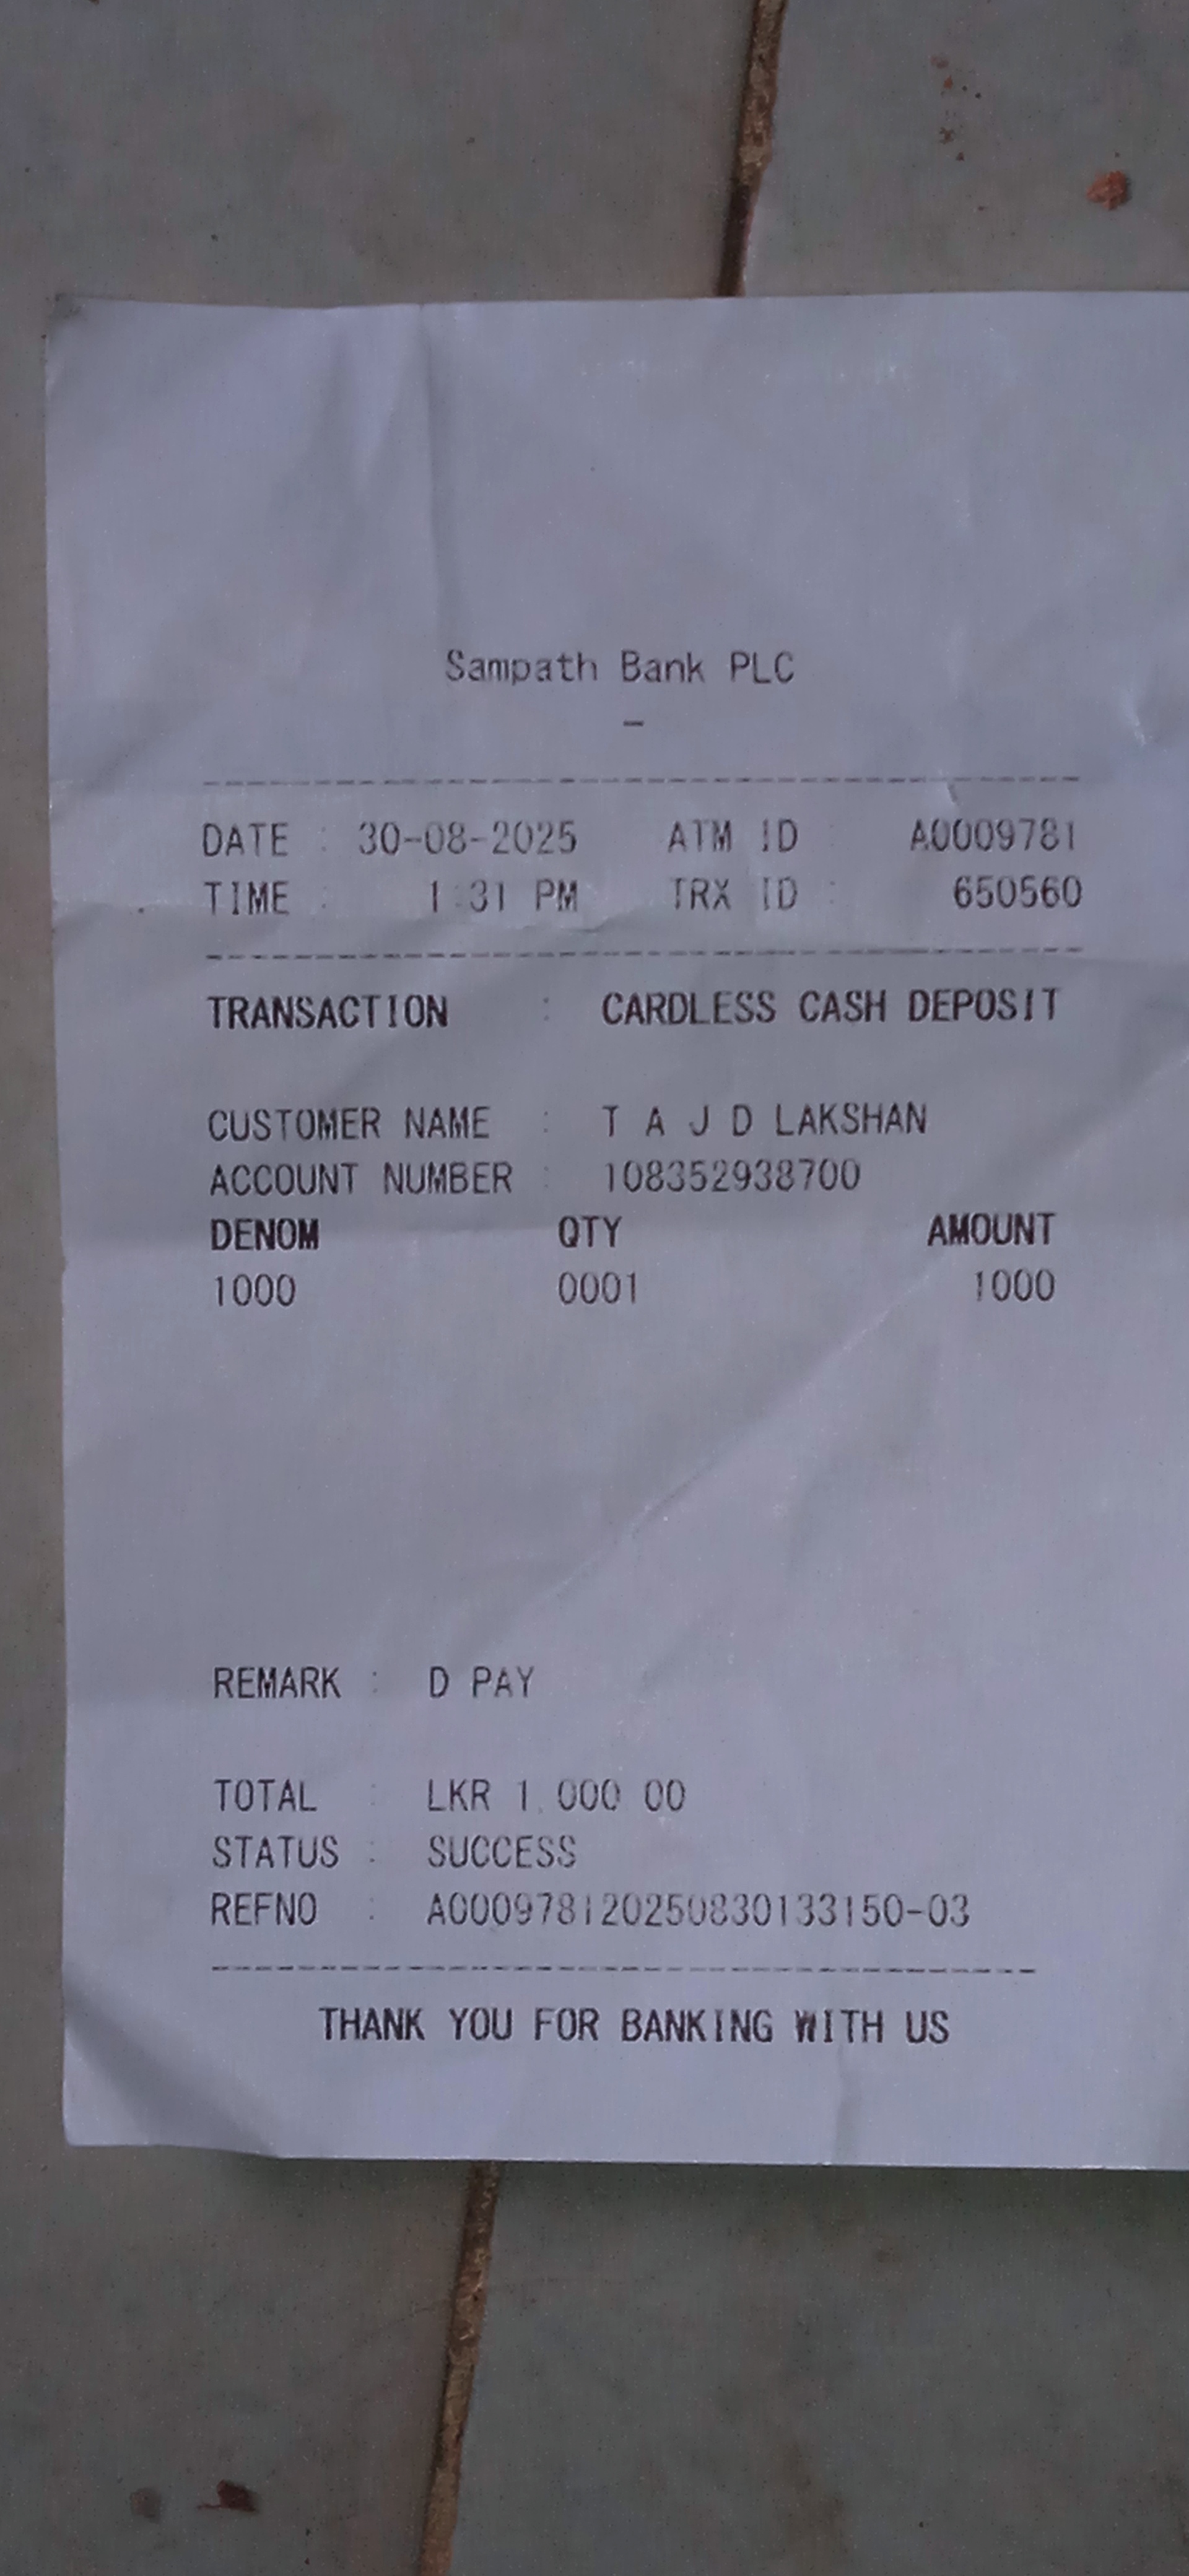 Sampath Bank PLC
-
DATE : 30-08-2025 ATM ID : A0009781
TIME : 1:31 PM TRX ID : 650560
TRANSACTION : CARDLESS CASH DEPOSIT
CUSTOMER NAME : T A J D LAKSHAN
ACCOUNT NUMBER : 108352938700
DENOM QTY AMOUNT
1000 0001 1000
REMARK : D PAY
TOTAL : LKR 1,000.00
STATUS : SUCCESS
REFNO : A000978120250830133150-03
THANK YOU FOR BANKING WITH US